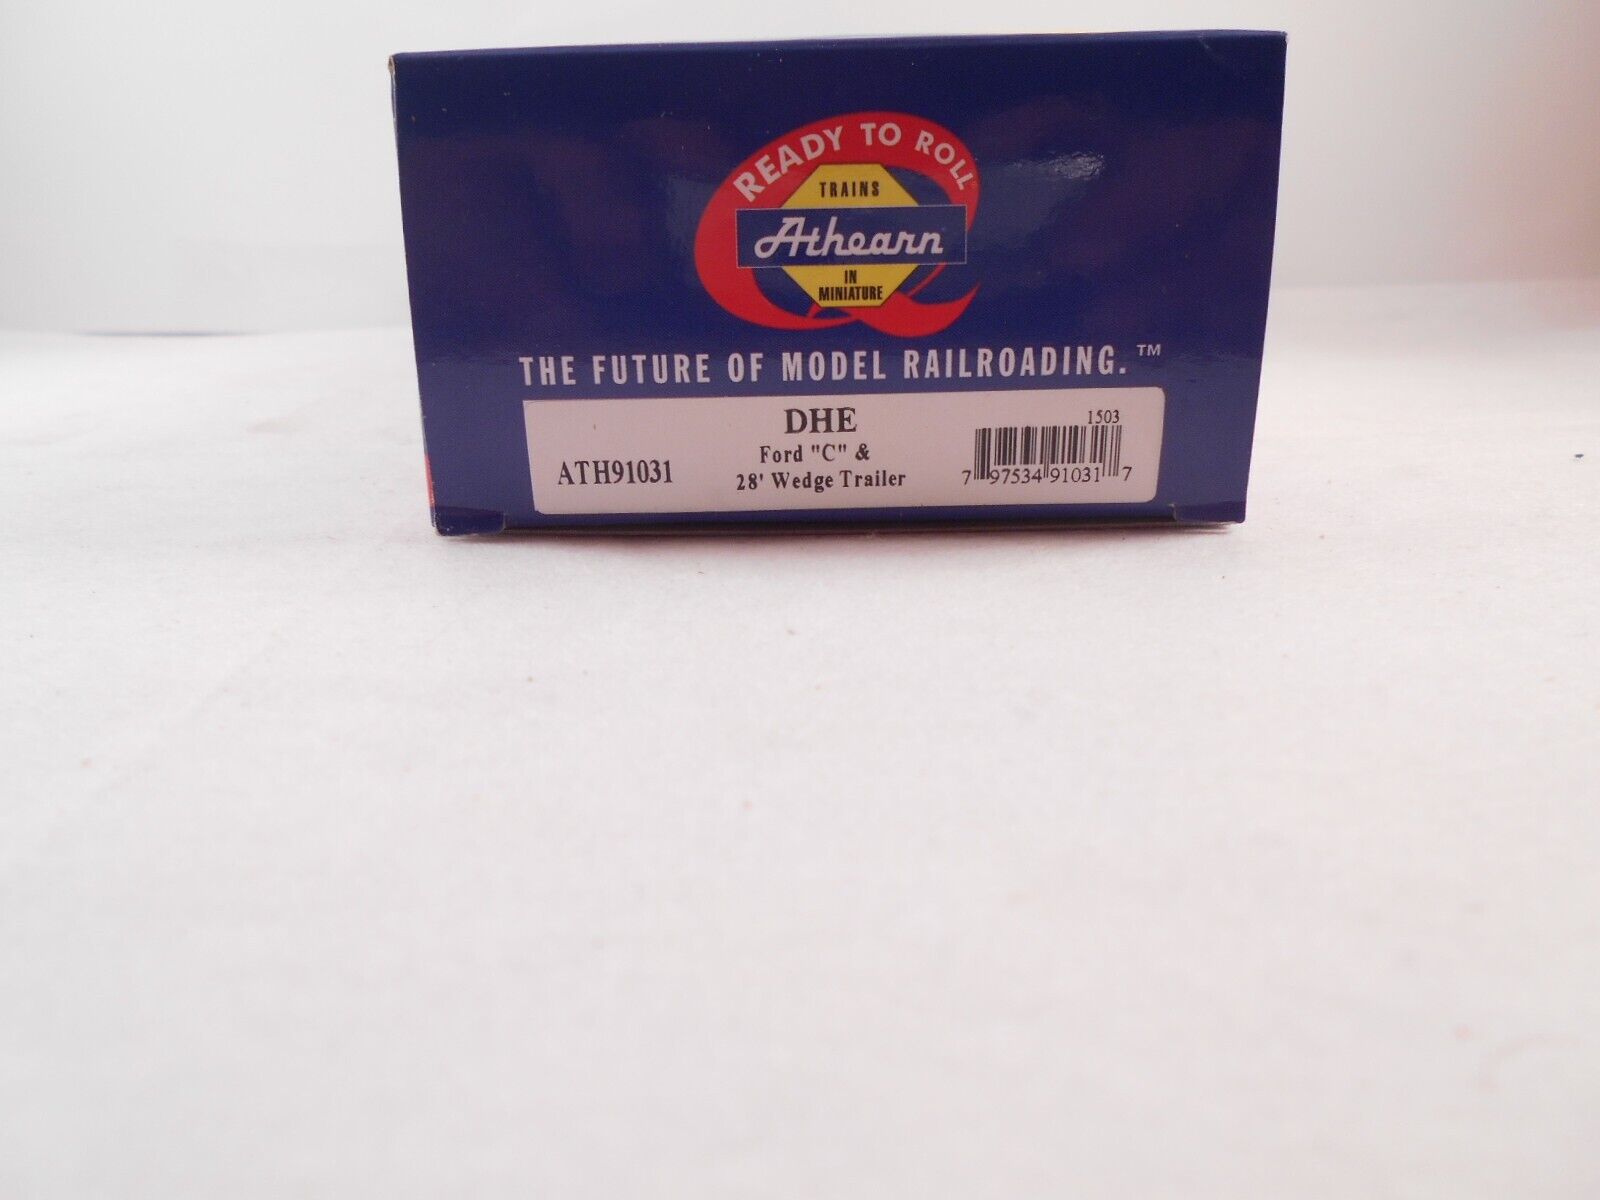 READY TO ROLL
TRAINS
Athearn
IN
MINIATURE
THE FUTURE OF MODEL RAILROADING.™
DHE
1503
Ford "C" &
ATH91031
28' Wedge Trailer
7 97534 91031 7